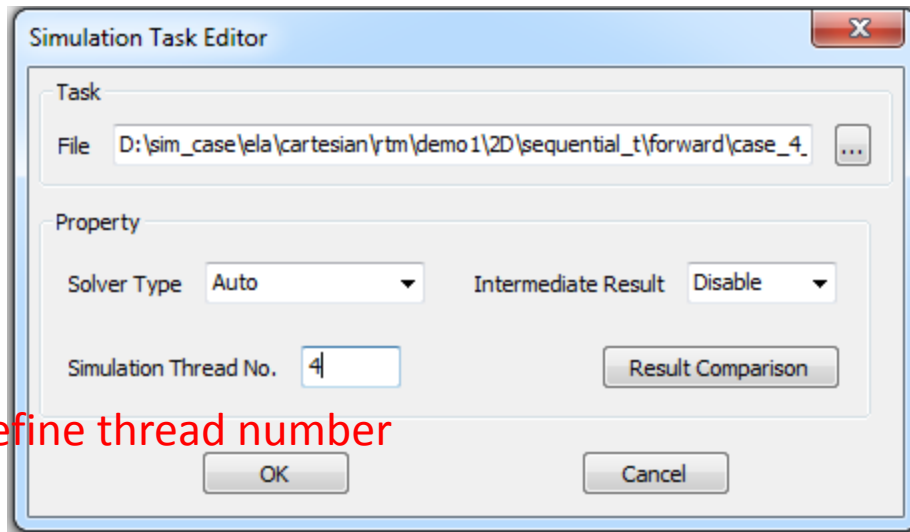 Simulation Task Editor
Task
File D:\sim_case\ela\cartesian\rtm\demo1\2D\sequential_t\forward\case_4_ ...
Property
Solver Type Auto Intermediate Result Disable
Simulation Thread No. 4 Result Comparison
efine thread number
OK Cancel